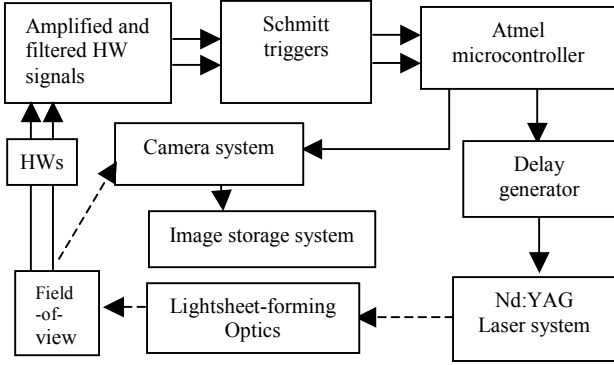 Amplified and
filtered HW
signals
Schmitt
triggers
Atmel
microcontroller
HWs
Camera system
Delay
generator
Image storage system
Field
-of-
view
Lightsheet-forming
Optics
Nd:YAG
Laser system